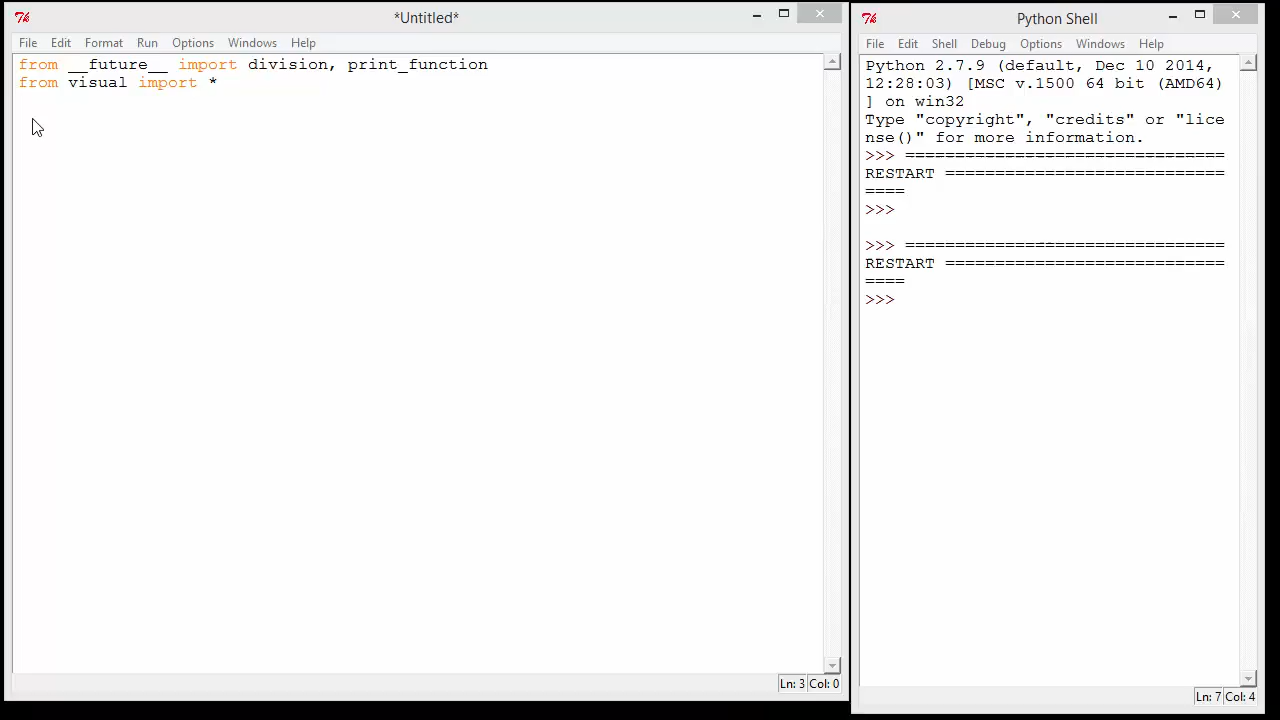 *Untitled*
File Edit Format Run Options Windows Help
from __future__ import division, print_function
from visual import *
Ln: 3 Col: 0
Python Shell
File Edit Shell Debug Options Windows Help
Python 2.7.9 (default, Dec 10 2014,
12:28:03) [MSC v.1500 64 bit (AMD64)
] on win32
Type "copyright", "credits" or "lice
nse()" for more information.
>>> ================================
RESTART ============================
====
>>>
>>> ================================
RESTART ============================
====
>>>
Ln: 7 Col: 4